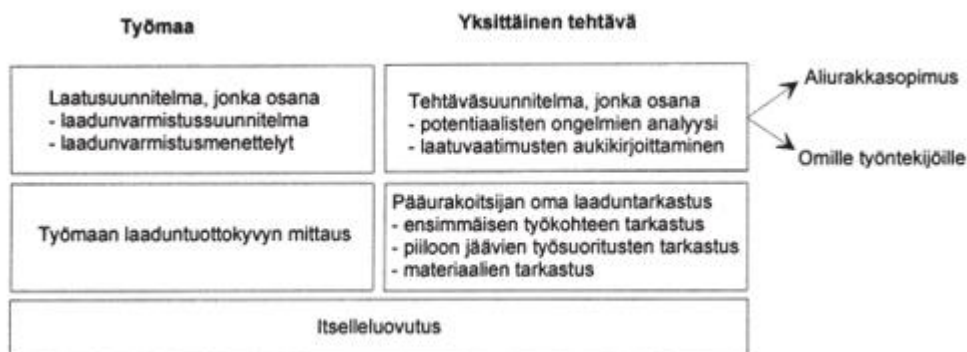 Työmaa
Yksittäinen tehtävä
Laatusuunnitelma, jonka osana
- laadunvarmistussuunnitelma
- laadunvarmistusmenettelyt
Tehtäväsuunnitelma, jonka osana
- potentiaalisten ongelmien analyysi
- laatuvaatimusten aukikirjoittaminen
Aliurakkasopimus
Omille työntekijöille
Työmaan laaduntuottokyvyn mittaus
Pääurakoitsijan oma laaduntarkastus
- ensimmäisen työkohteen tarkastus
- piiloon jäävien työsuoritusten tarkastus
- materiaalien tarkastus
Itselleluovutus